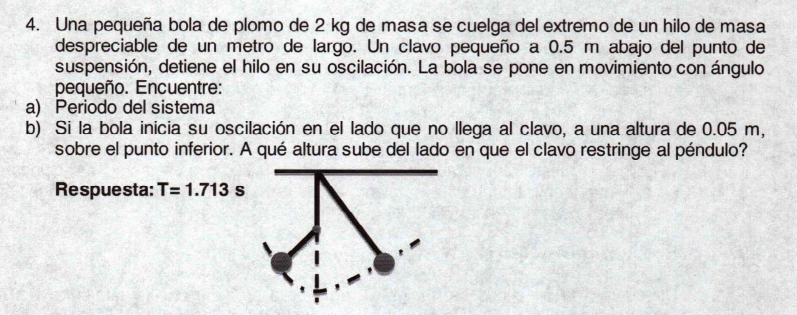 4. Una pequeña bola de plomo de 2 kg de masa se cuelga del extremo de un hilo de masa
despreciable de un metro de largo. Un clavo pequeño a 0.5 m abajo del punto de
suspensión, detiene el hilo en su oscilación. La bola se pone en movimiento con ángulo
pequeño. Encuentre:
a) Periodo del sistema
b) Si la bola inicia su oscilación en el lado que no llega al clavo, a una altura de 0.05 m,
sobre el punto inferior. A qué altura sube del lado en que el clavo restringe al péndulo?
Respuesta: T= 1.713 s